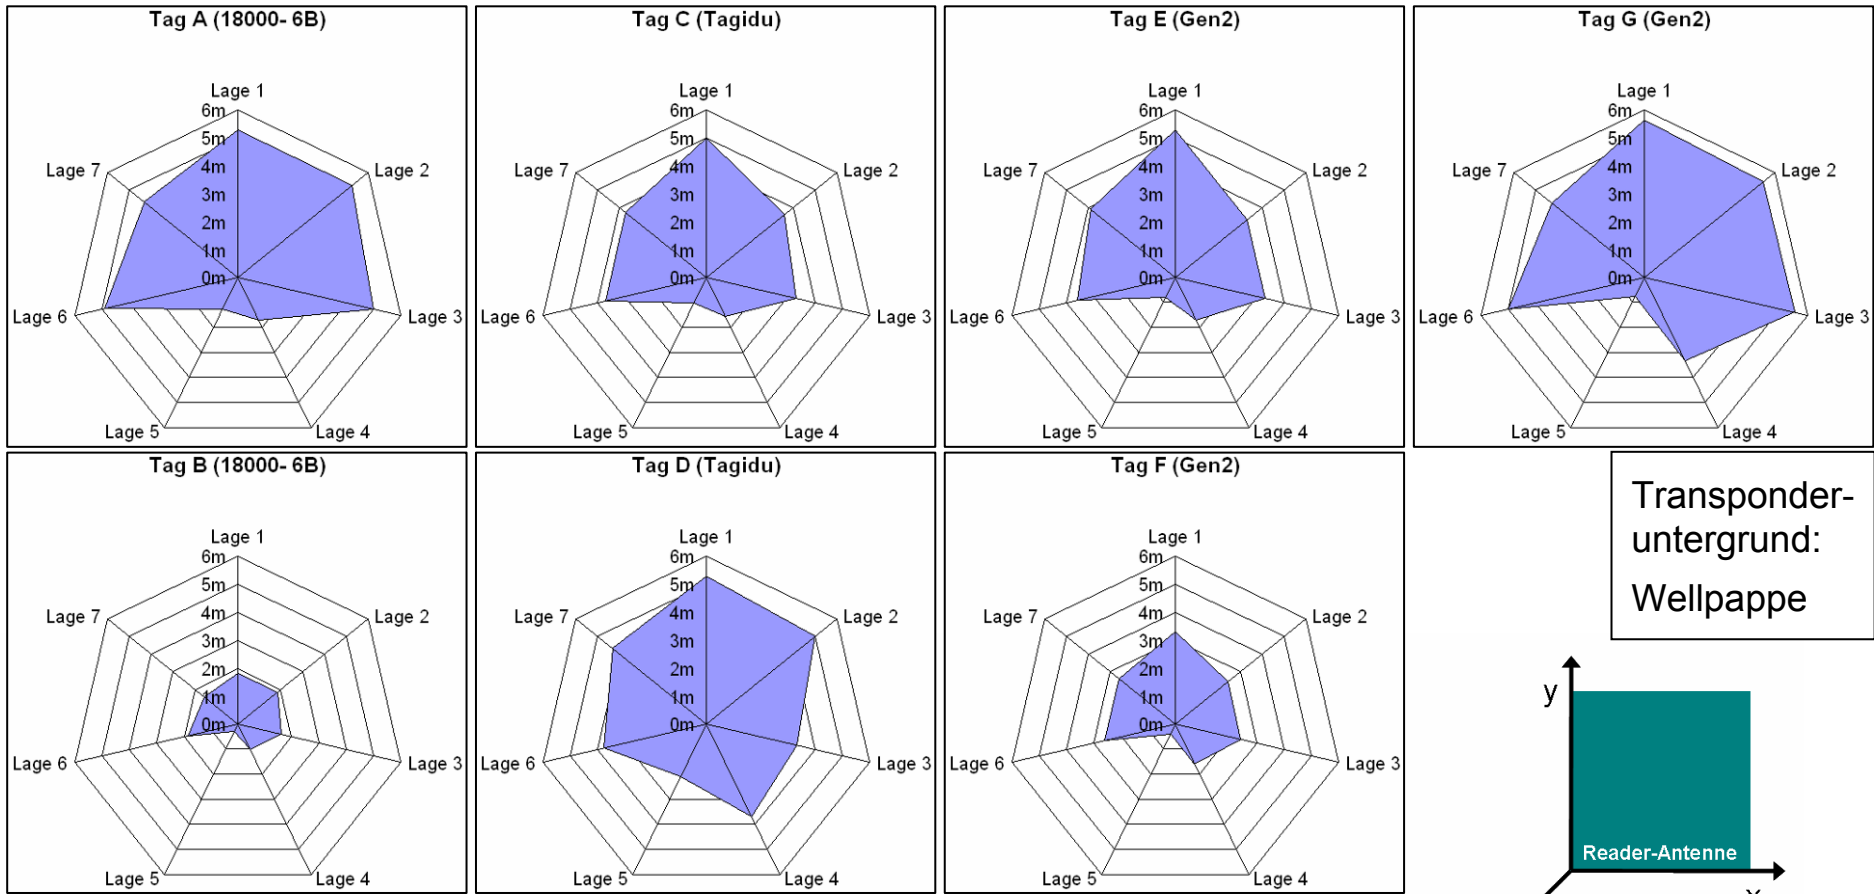 Tag A (18000- 6B)
Lage 1
6m
5m
4m
3m
2m
1m
0m
Lage 2
Lage 3
Lage 4
Lage 5
Lage 6
Lage 7
Tag C (Tagidu)
Lage 1
6m
5m
4m
3m
2m
1m
0m
Lage 2
Lage 3
Lage 4
Lage 5
Lage 6
Lage 7
Tag E (Gen2)
Lage 1
6m
5m
4m
3m
2m
1m
0m
Lage 2
Lage 3
Lage 4
Lage 5
Lage 6
Lage 7
Tag G (Gen2)
Lage 1
6m
5m
4m
3m
2m
1m
0m
Lage 2
Lage 3
Lage 4
Lage 5
Lage 6
Lage 7
Tag B (18000- 6B)
Lage 1
6m
5m
4m
3m
2m
1m
0m
Lage 2
Lage 3
Lage 4
Lage 5
Lage 6
Lage 7
Tag D (Tagidu)
Lage 1
6m
5m
4m
3m
2m
1m
0m
Lage 2
Lage 3
Lage 4
Lage 5
Lage 6
Lage 7
Tag F (Gen2)
Lage 1
6m
5m
4m
3m
2m
1m
0m
Lage 2
Lage 3
Lage 4
Lage 5
Lage 6
Lage 7
Transponder-
untergrund:
Wellpappe
y
Reader-Antenne
x